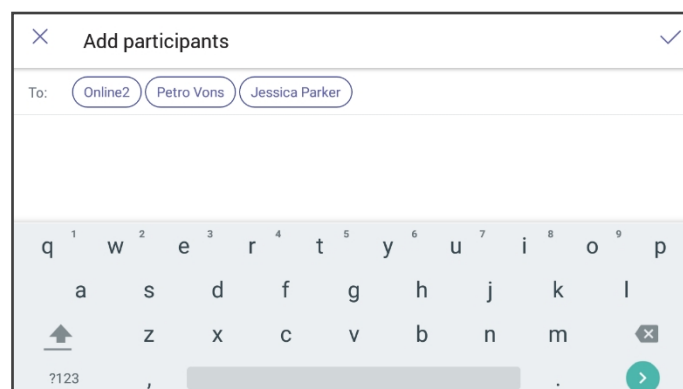 Add participants
To: Online2 Petro Vons Jessica Parker
q 1 w 2 e 3 r 4 t 5 y 6 u 7 i 8 o 9 p
a s d f g h j k l
z x c v b n m
?123 , .